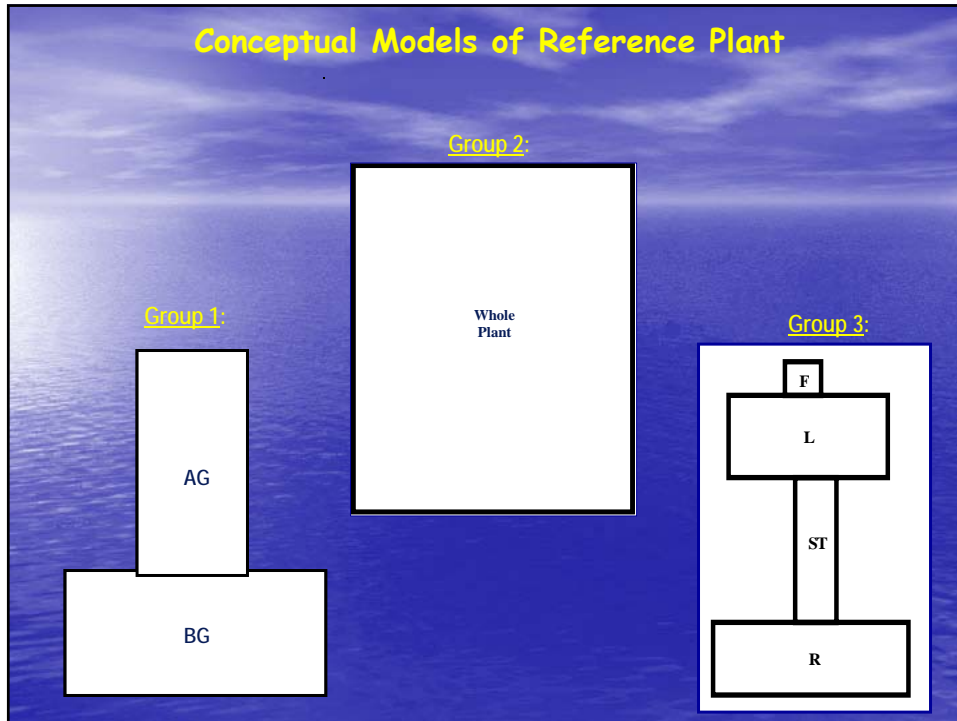 Conceptual Models of Reference Plant
Group 2:
Whole
Plant
Group 1:
AG
BG
Group 3:
F
L
ST
R